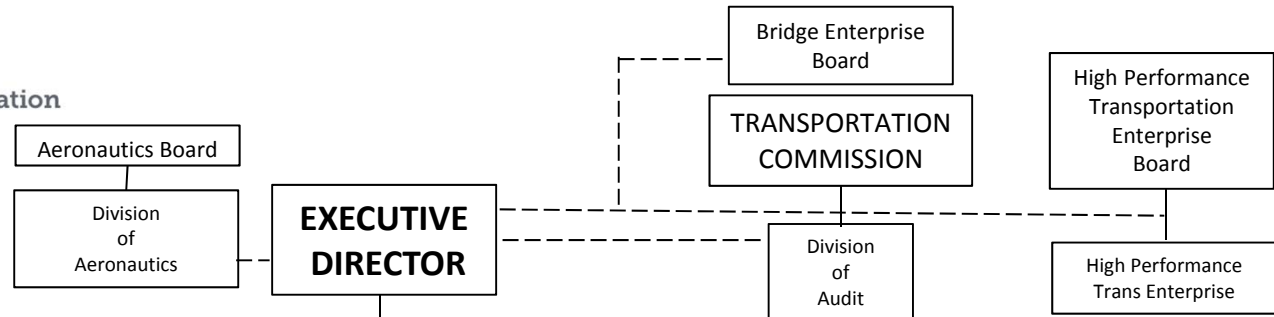 Bridge Enterprise
Board
High Performance
Transportation
Enterprise
Board
TRANSPORTATION
COMMISSION
Aeronautics Board
Division
of
Aeronautics
EXECUTIVE
DIRECTOR
Division
of
Audit
High Performance
Trans Enterprise